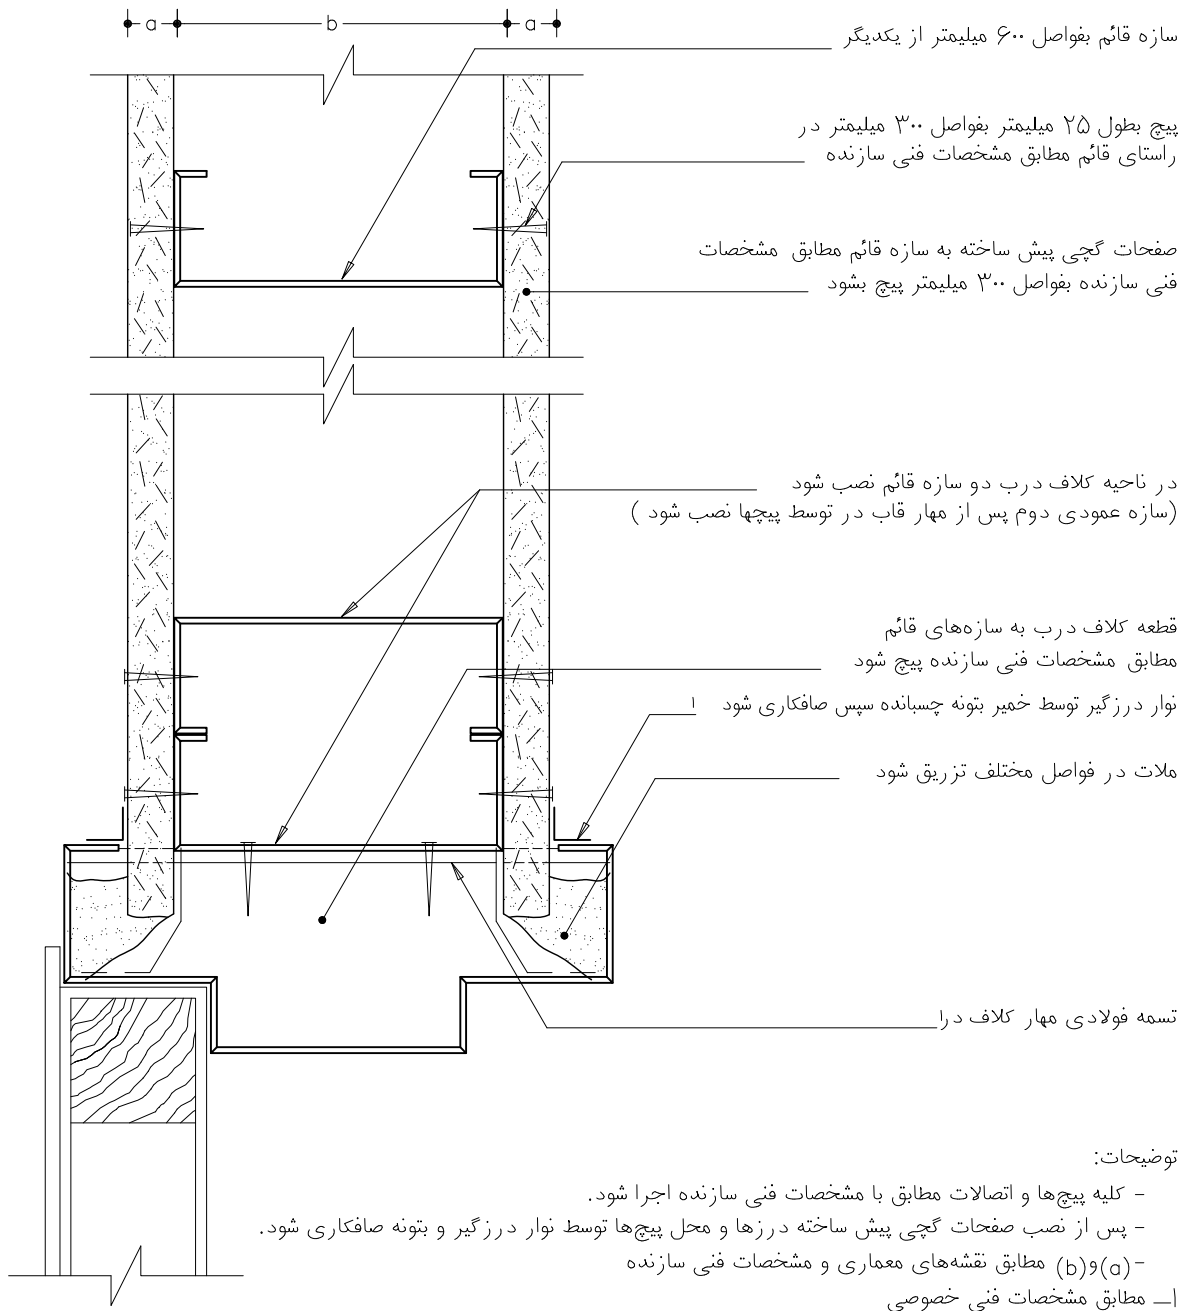 a b a
سازه قائم بفواصل ۶۰۰ میلیمتر از یکدیگر
پیچ بطول ۲۵ میلیمتر بفواصل ۳۰۰ میلیمتر در
راستای قائم مطابق مشخصات فنی سازنده
صفحات گچی پیش ساخته به سازه قائم مطابق مشخصات
فنی سازنده بفواصل ۳۰۰ میلیمتر پیچ بشود
در ناحیه کلاف درب دو سازه قائم نصب شود
(سازه عمودی دوم پس از مهار قاب در توسط پیچها نصب شود )
قطعه کلاف درب به سازه‌های قائم
مطابق مشخصات فنی سازنده پیچ شود
نوار درزگیر توسط خمیر بتونه چسبانده سپس صافکاری شود ۱
ملات در فواصل مختلف تزریق شود
تسمه فولادی مهار کلاف در۱
توضیحات:
- کلیه پیچ‌ها و اتصالات مطابق با مشخصات فنی سازنده اجرا شود.
- پس از نصب صفحات گچی پیش ساخته درزها و محل پیچ‌ها توسط نوار درزگیر و بتونه صافکاری شود.
- (a)و(b) مطابق نقشه‌های معماری و مشخصات فنی سازنده
۱_ مطابق مشخصات فنی خصوصی